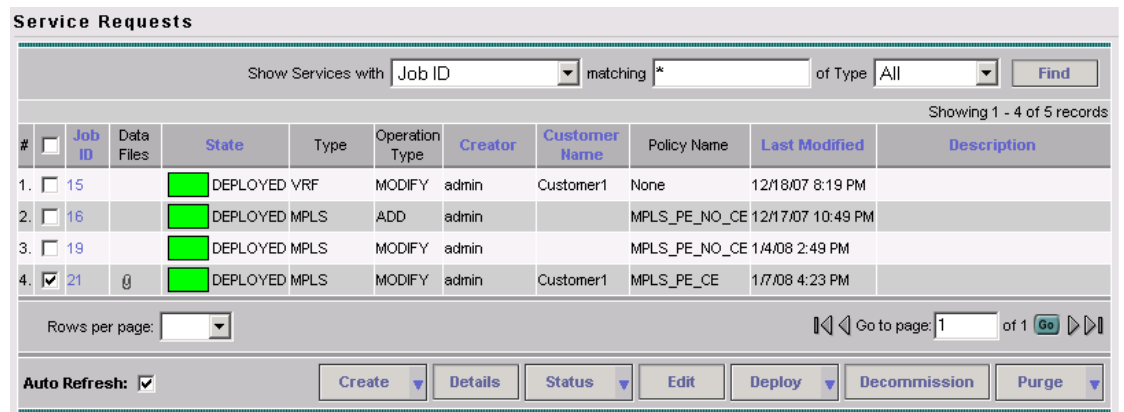 Service Requests
Show Services with Job ID matching * of Type All Find
Showing 1 - 4 of 5 records
# Job ID Data Files State Type Operation Type Creator Customer Name Policy Name Last Modified Description
1. 15 DEPLOYED VRF MODIFY admin Customer1 None 12/18/07 8:19 PM
2. 16 DEPLOYED MPLS ADD admin MPLS_PE_NO_CE 12/17/07 10:49 PM
3. 19 DEPLOYED MPLS MODIFY admin MPLS_PE_NO_CE 1/4/08 2:49 PM
4. 21 DEPLOYED MPLS MODIFY admin Customer1 MPLS_PE_CE 1/7/08 4:23 PM
Rows per page: Go to page: 1 of 1 Go
Auto Refresh: Create Details Status Edit Deploy Decommission Purge